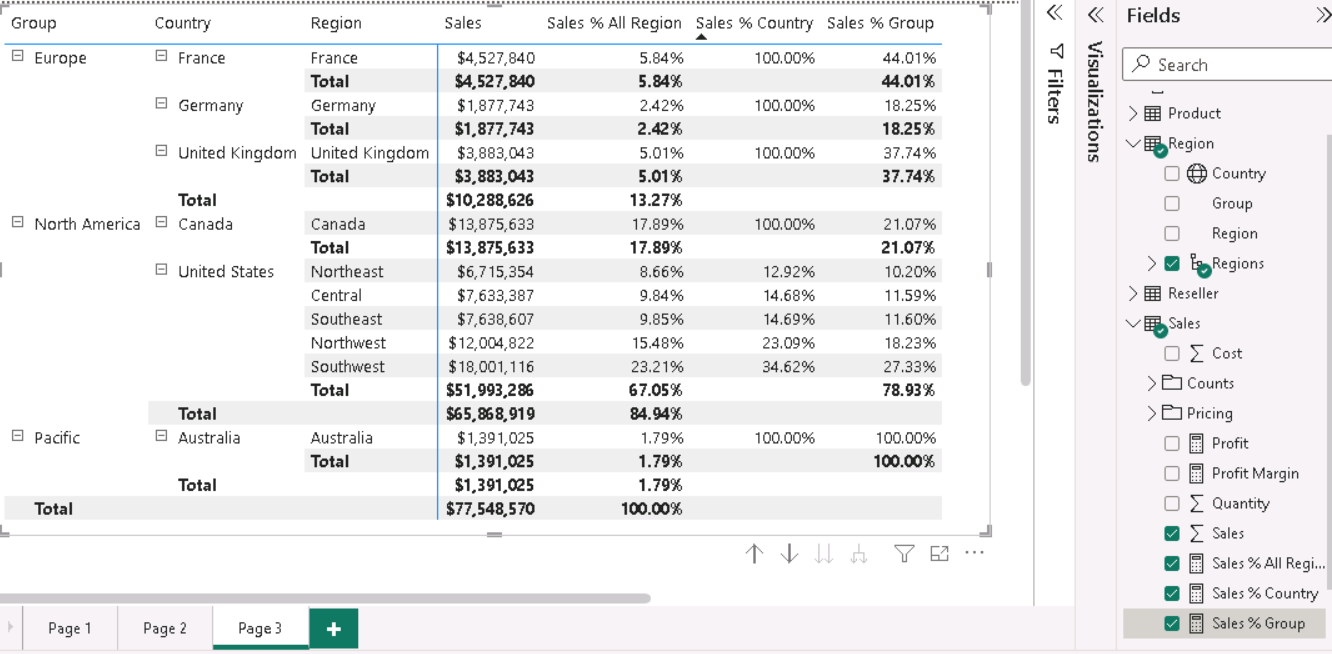 Group Country Region Sales Sales % All Region Sales % Country Sales % Group
Europe France France $4,527,840 5.84% 100.00% 44.01%
Total $4,527,840 5.84% 44.01%
Germany Germany $1,877,743 2.42% 100.00% 18.25%
Total $1,877,743 2.42% 18.25%
United Kingdom United Kingdom $3,883,043 5.01% 100.00% 37.74%
Total $3,883,043 5.01% 37.74%
Total $10,288,626 13.27%
North America Canada Canada $13,875,633 17.89% 100.00% 21.07%
Total $13,875,633 17.89% 21.07%
United States Northeast $6,715,354 8.66% 12.92% 10.20%
Central $7,633,387 9.84% 14.68% 11.59%
Southeast $7,638,607 9.85% 14.69% 11.60%
Northwest $12,004,822 15.48% 23.09% 18.23%
Southwest $18,001,116 23.21% 34.62% 27.33%
Total $51,993,286 67.05% 78.93%
Total $65,868,919 84.94%
Pacific Australia Australia $1,391,025 1.79% 100.00% 100.00%
Total $1,391,025 1.79% 100.00%
Total $1,391,025 1.79%
Total $77,548,570 100.00%
Page 1 Page 2 Page 3
Filters
Visualizations
Fields
Search
Product
Region
Country
Group
Region
Regions
Reseller
Sales
Cost
Counts
Pricing
Profit
Profit Margin
Quantity
Sales
Sales % All Regi...
Sales % Country
Sales % Group